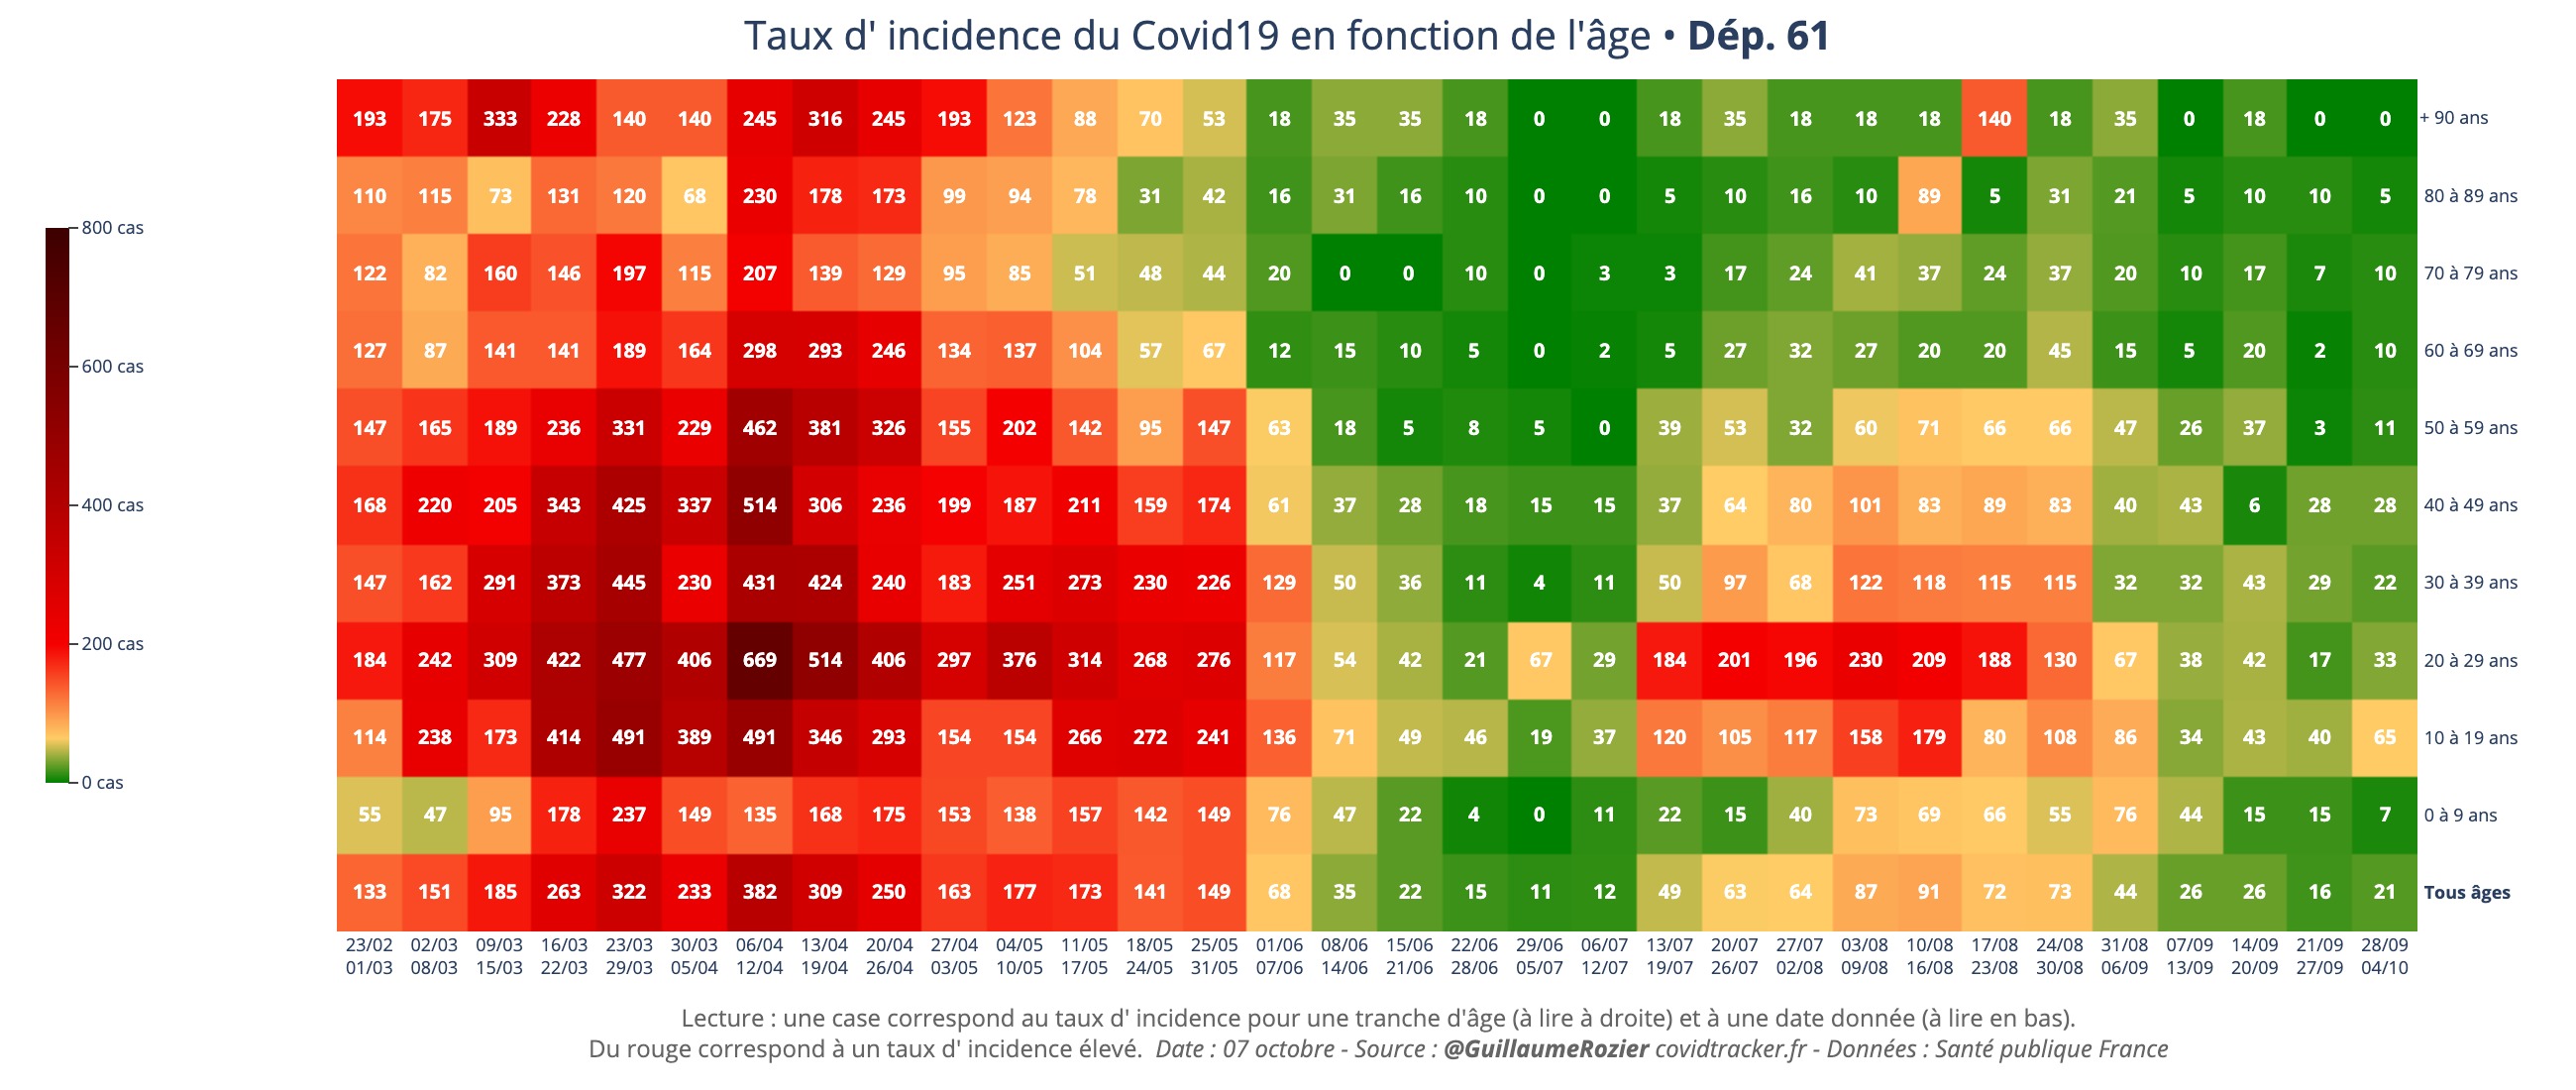 Taux d' incidence du Covid19 en fonction de l'âge • Dép. 61
193 175 333 228 140 140 245 316 245 193 123 88 70 53 18 35 35 18 0 0 18 35 18 18 18 140 18 35 0 18 0 0 + 90 ans
110 115 73 131 120 68 230 178 173 99 94 78 31 42 16 31 16 10 0 0 5 10 16 10 89 5 31 21 5 10 10 5 80 à 89 ans
800 cas
122 82 160 146 197 115 207 139 129 95 85 51 48 44 20 0 0 10 0 3 3 17 24 41 37 24 37 20 10 17 7 10 70 à 79 ans
127 87 141 141 189 164 298 293 246 134 137 104 57 67 12 15 10 5 0 2 5 27 32 27 20 20 45 15 5 20 2 10 60 à 69 ans
600 cas
147 165 189 236 331 229 462 381 326 155 202 142 95 147 63 18 5 8 5 0 39 53 32 60 71 66 66 47 26 37 3 11 50 à 59 ans
400 cas
168 220 205 343 425 337 514 306 236 199 187 211 159 174 61 37 28 18 15 15 37 64 80 101 83 89 83 40 43 6 28 28 40 à 49 ans
147 162 291 373 445 230 431 424 240 183 251 273 230 226 129 50 36 11 4 11 50 97 68 122 118 115 115 32 32 43 29 22 30 à 39 ans
200 cas
184 242 309 422 477 406 669 514 406 297 376 314 268 276 117 54 42 21 67 29 184 201 196 230 209 188 130 67 38 42 17 33 20 à 29 ans
114 238 173 414 491 389 491 346 293 154 154 266 272 241 136 71 49 46 19 37 120 105 117 158 179 80 108 86 34 43 40 65 10 à 19 ans
0 cas
55 47 95 178 237 149 135 168 175 153 138 157 142 149 76 47 22 4 0 11 22 15 40 73 69 66 55 76 44 15 15 7 0 à 9 ans
133 151 185 263 322 233 382 309 250 163 177 173 141 149 68 35 22 15 11 12 49 63 64 87 91 72 73 44 26 26 16 21 Tous âges
23/02 02/03 09/03 16/03 23/03 30/03 06/04 13/04 20/04 27/04 04/05 11/05 18/05 25/05 01/06 08/06 15/06 22/06 29/06 06/07 13/07 20/07 27/07 03/08 10/08 17/08 24/08 31/08 07/09 14/09 21/09 28/09
01/03 08/03 15/03 22/03 29/03 05/04 12/04 19/04 26/04 03/05 10/05 17/05 24/05 31/05 07/06 14/06 21/06 28/06 05/07 12/07 19/07 26/07 02/08 09/08 16/08 23/08 30/08 06/09 13/09 20/09 27/09 04/10
Lecture : une case correspond au taux d' incidence pour une tranche d'âge (à lire à droite) et à une date donnée (à lire en bas).
Du rouge correspond à un taux d' incidence élevé. Date : 07 octobre - Source : @GuillaumeRozier covidtracker.fr - Données : Santé publique France